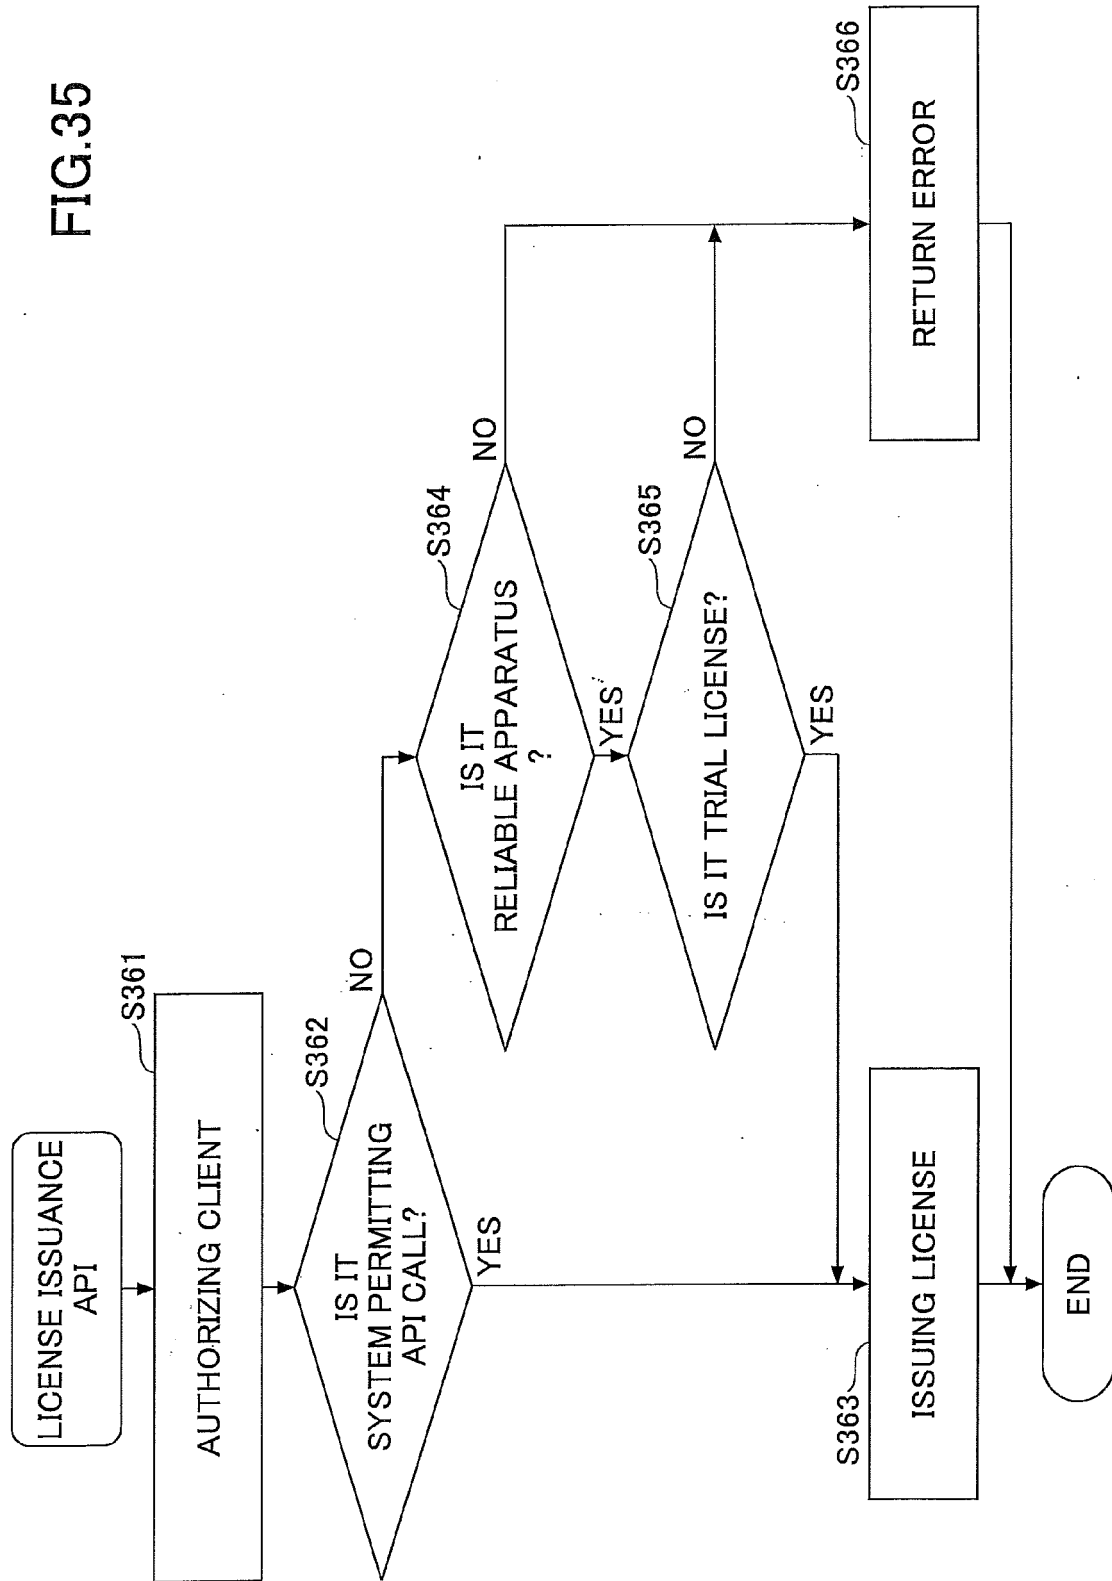 FIG.35
LICENSE ISSUANCE
API
S361
AUTHORIZING CLIENT
S362
IS IT
SYSTEM PERMITTING
API CALL?
NO
YES
S364
IS IT
RELIABLE APPARATUS
?
NO
YES
S365
IS IT TRIAL LICENSE?
NO
YES
S363
ISSUING LICENSE
S366
RETURN ERROR
END